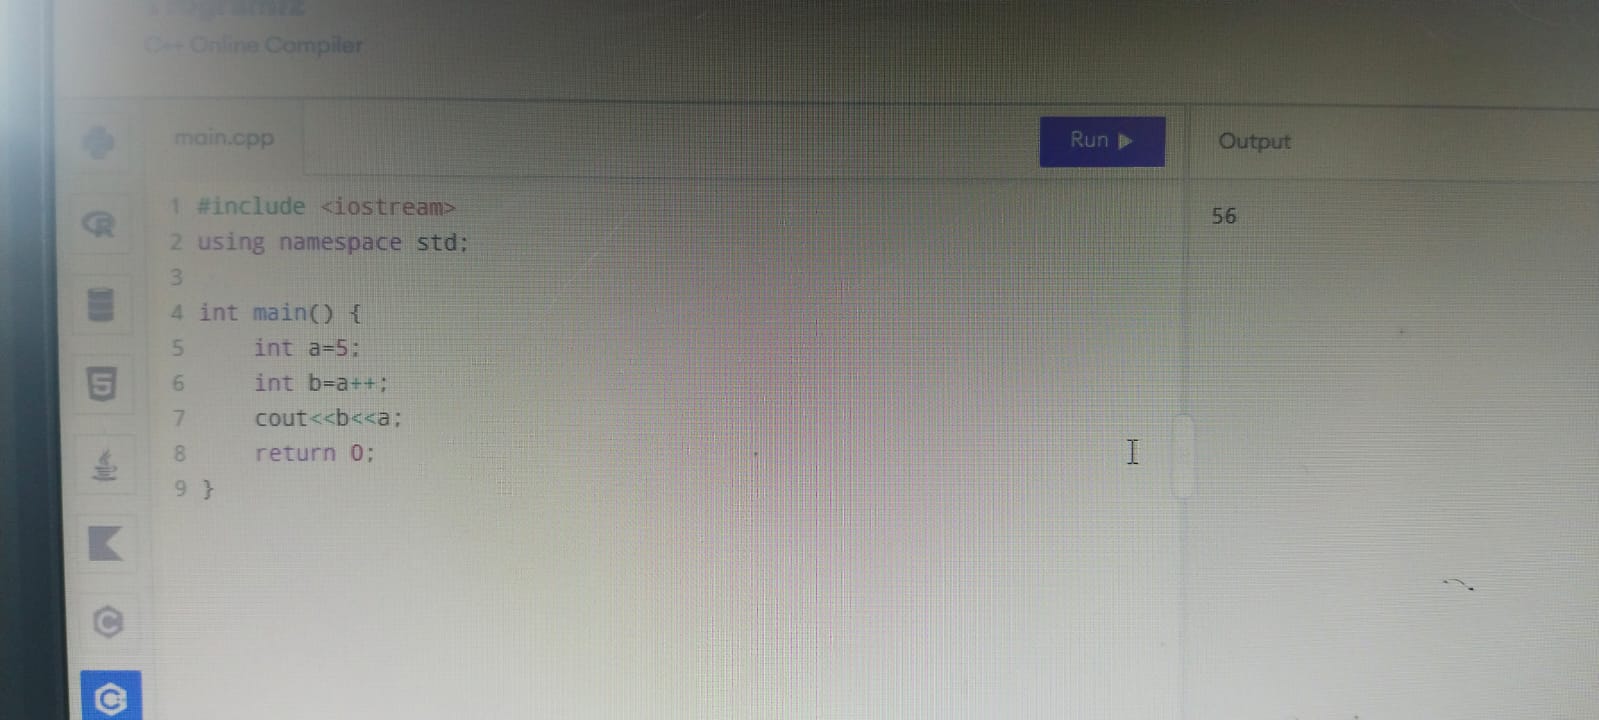 Programiz
C++ Online Compiler
main.cpp
Run
Output
1 #include <iostream>
2 using namespace std;
3
4 int main() {
5 int a=5;
6 int b=a++;
7 cout<<b<<a;
8 return 0;
9 }
56